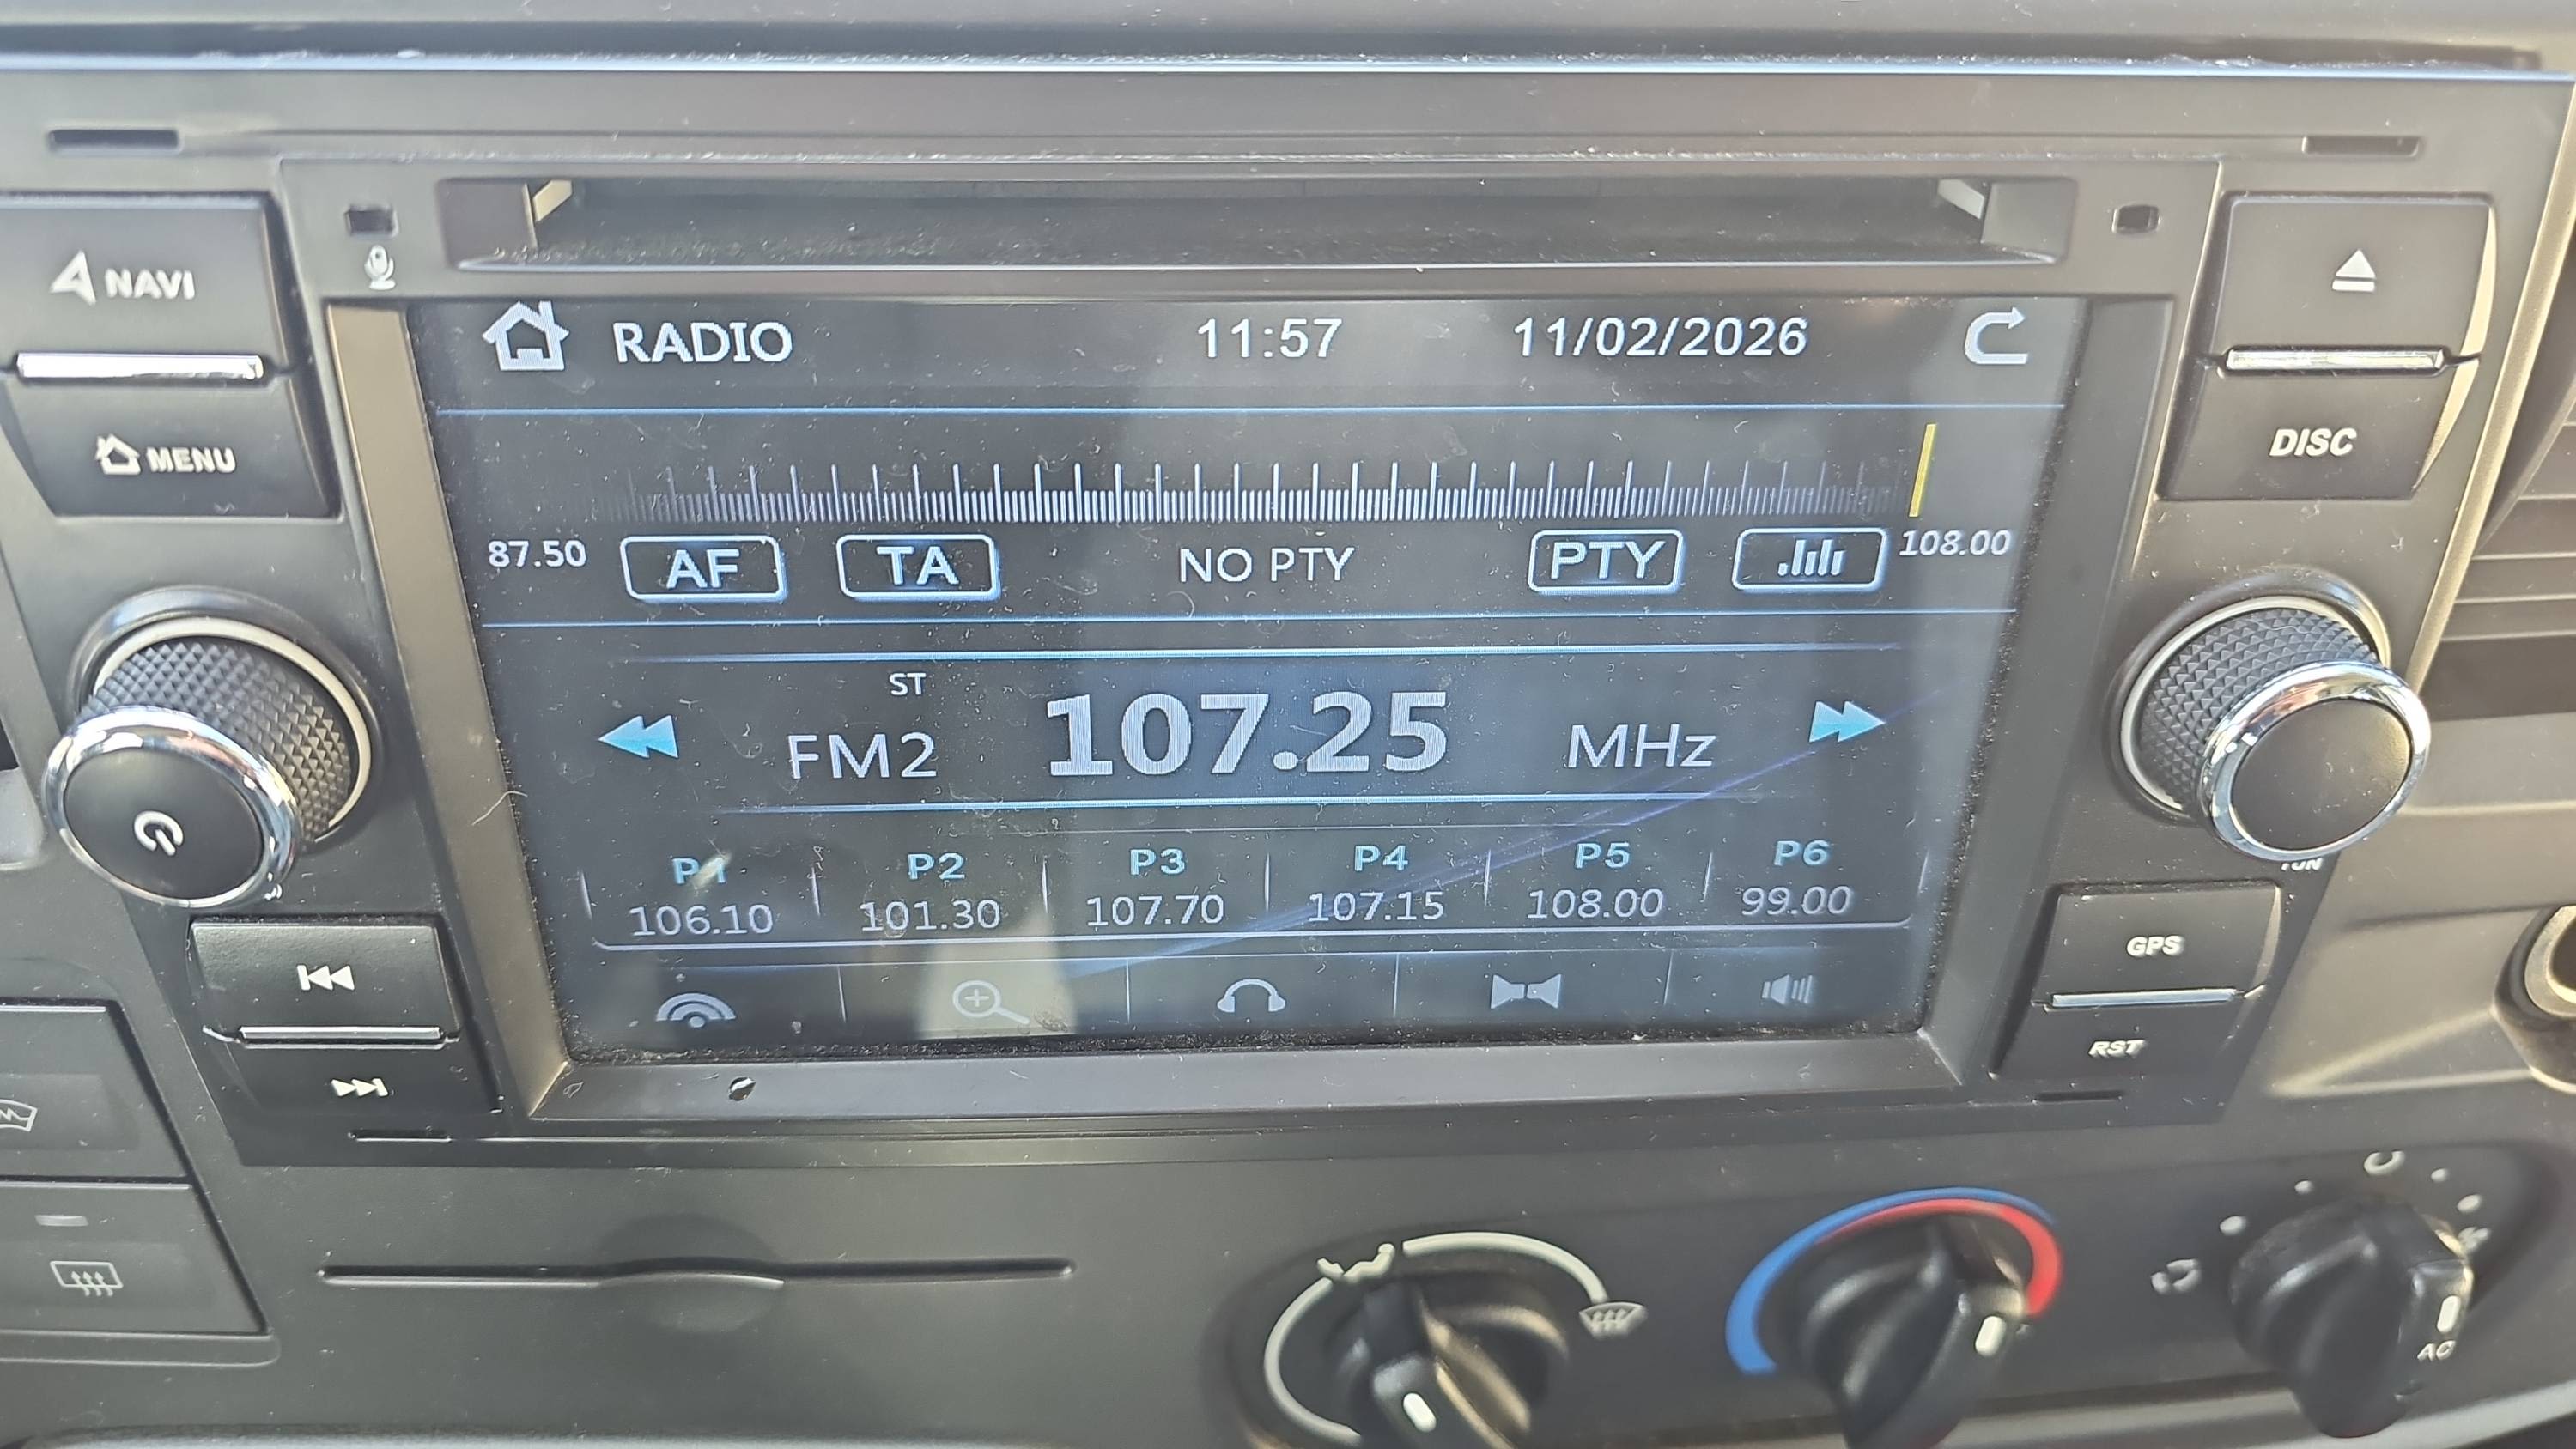 NAVI
MENU
RADIO 11:57 11/02/2026
DISC
87.50 AF TA NO PTY PTY 108.00
ST
FM2 107.25 MHz
P1 P2 P3 P4 P5 P6
106.10 101.30 107.70 107.15 108.00 99.00
TUN
GPS
RST
AC